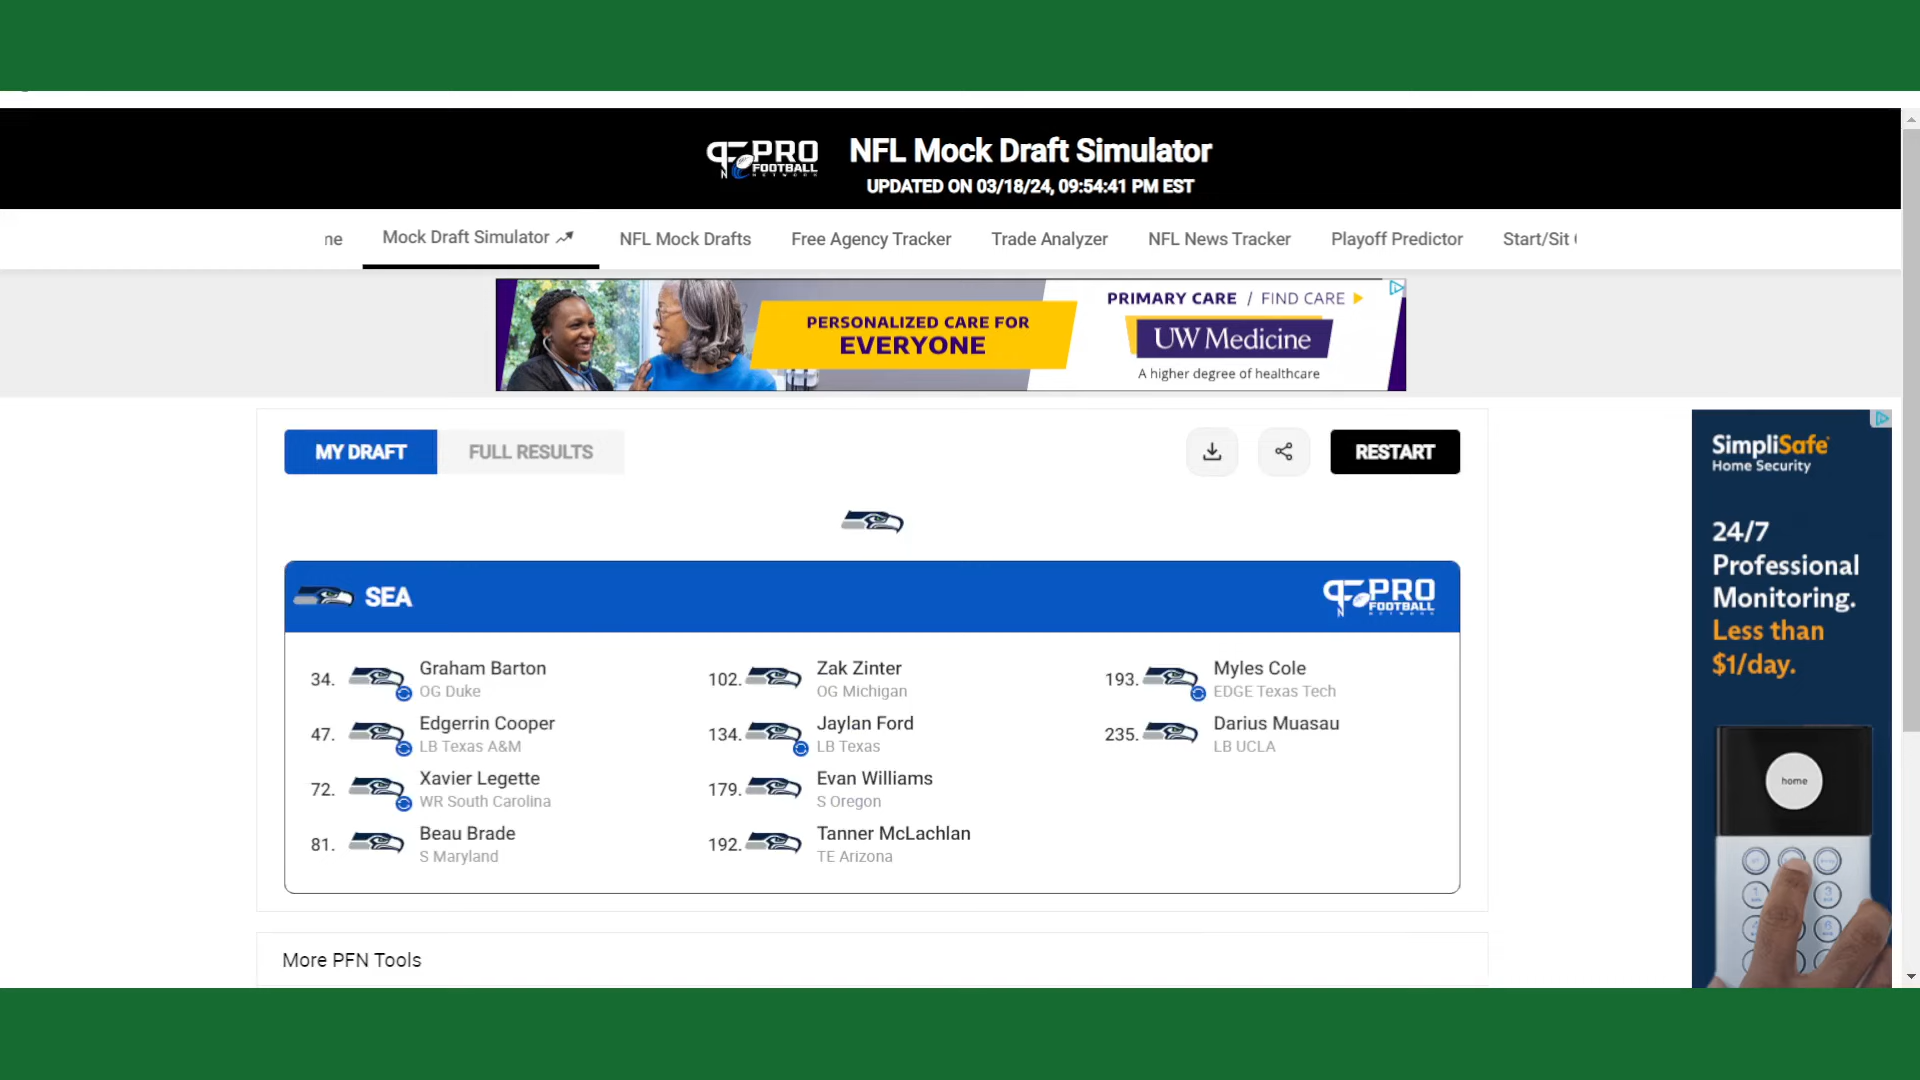 PRO
FOOTBALL
NETWORK
NFL Mock Draft Simulator
UPDATED ON 03/18/24, 09:54:41 PM EST
ne
Mock Draft Simulator
NFL Mock Drafts
Free Agency Tracker
Trade Analyzer
NFL News Tracker
Playoff Predictor
Start/Sit
PERSONALIZED CARE FOR
EVERYONE
PRIMARY CARE / FIND CARE
UW Medicine
A higher degree of healthcare
MY DRAFT
FULL RESULTS
RESTART
SEA
PRO
FOOTBALL
NETWORK
34. Graham Barton
OG Duke
47. Edgerrin Cooper
LB Texas A&M
72. Xavier Legette
WR South Carolina
81. Beau Brade
S Maryland
102. Zak Zinter
OG Michigan
134. Jaylan Ford
LB Texas
179. Evan Williams
S Oregon
192. Tanner McLachlan
TE Arizona
193. Myles Cole
EDGE Texas Tech
235. Darius Muasau
LB UCLA
More PFN Tools
SimpliSafe
Home Security
24/7
Professional
Monitoring.
Less than
$1/day.
home